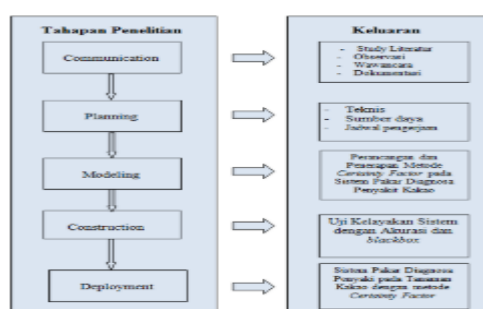 Tahapan Penelitian
Communication
Planning
Modeling
Construction
Deployment
Keluaran
- Study Literatur
- Observasi
- Wawancara
- Dokumentasi
- Teknis
- Sumber daya
- Jadwal pengerjaan
Perancangan dan
Penerapan Metode
Certainty Factor pada
Sistem Pakar Diagnosa
Penyakit Kakao
Uji Kelayakan Sistem
dengan Akurasi dan
blackbox
Sistem Pakar Diagnosa
Penyaki pada Tanaman
Kakao dengan metode
Certainty Factor